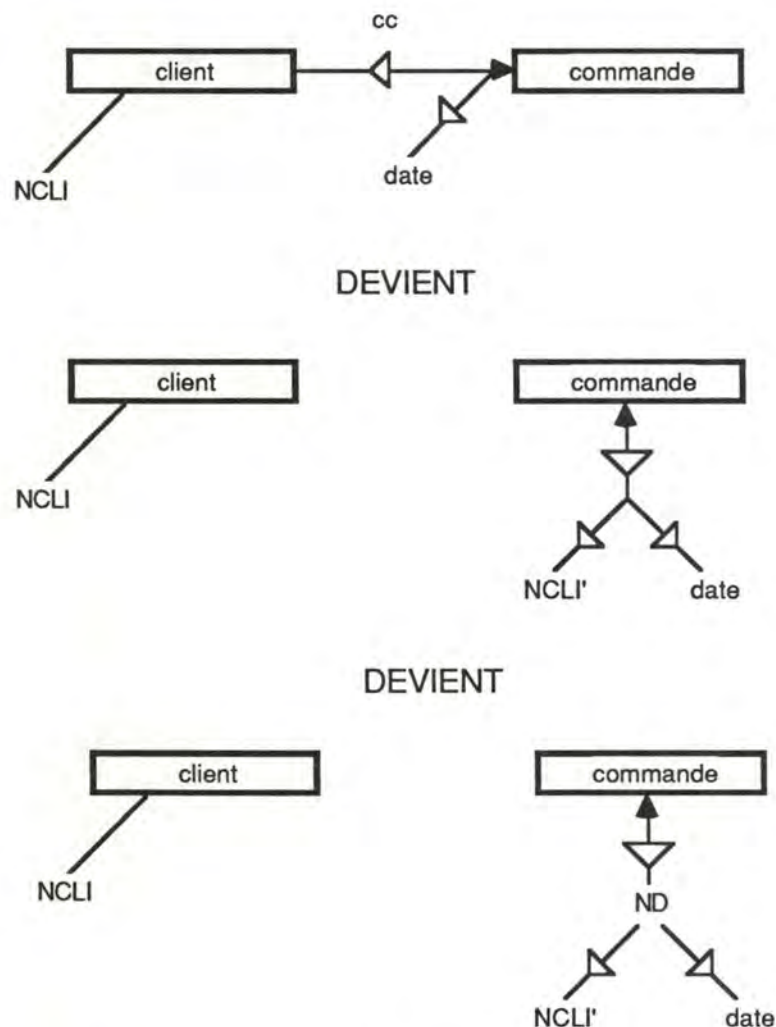 cc
client commande
date
NCLI
DEVIENT
client commande
NCLI
NCLI' date
DEVIENT
client commande
NCLI
ND
NCLI' date